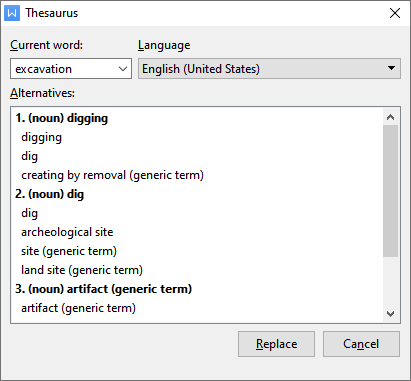 Thesaurus
Current word:
Language
excavation
English (United States)
Alternatives:
1. (noun) digging
digging
dig
creating by removal (generic term)
2. (noun) dig
dig
archeological site
site (generic term)
land site (generic term)
3. (noun) artifact (generic term)
artifact (generic term)
Replace
Cancel